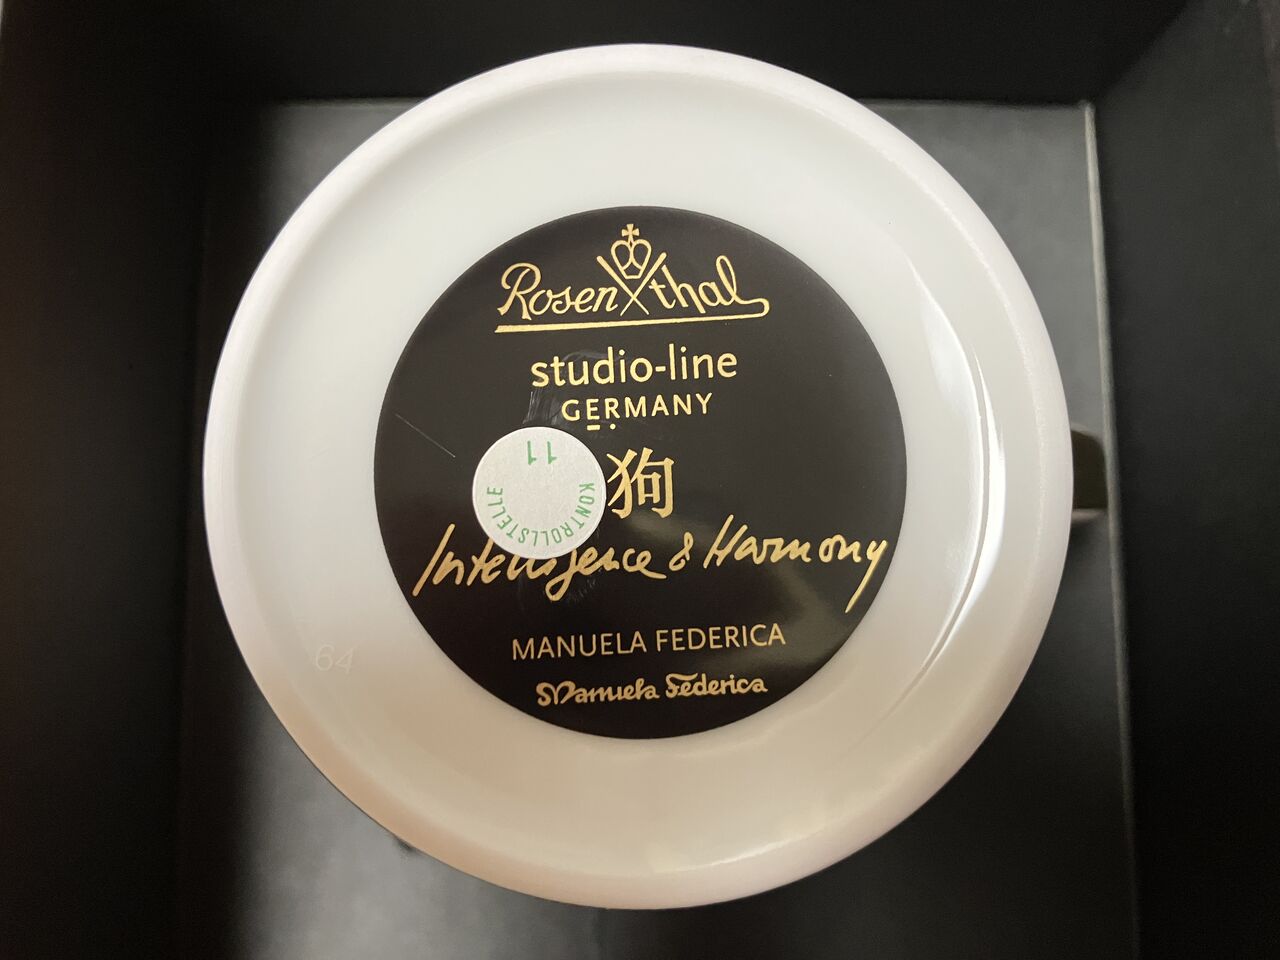 Rosenthal
studio-line
GERMANY
狗
Intelligence & Harmony
MANUELA FEDERICA
Manuela Federica
11
KONTROLLSTELLE
64